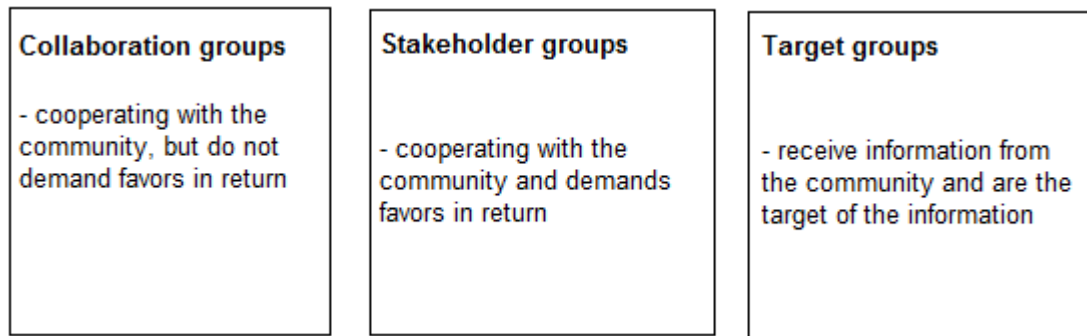 Collaboration groups
- cooperating with the
community, but do not
demand favors in return
Stakeholder groups
- cooperating with the
community and demands
favors in return
Target groups
- receive information from
the community and are the
target of the information